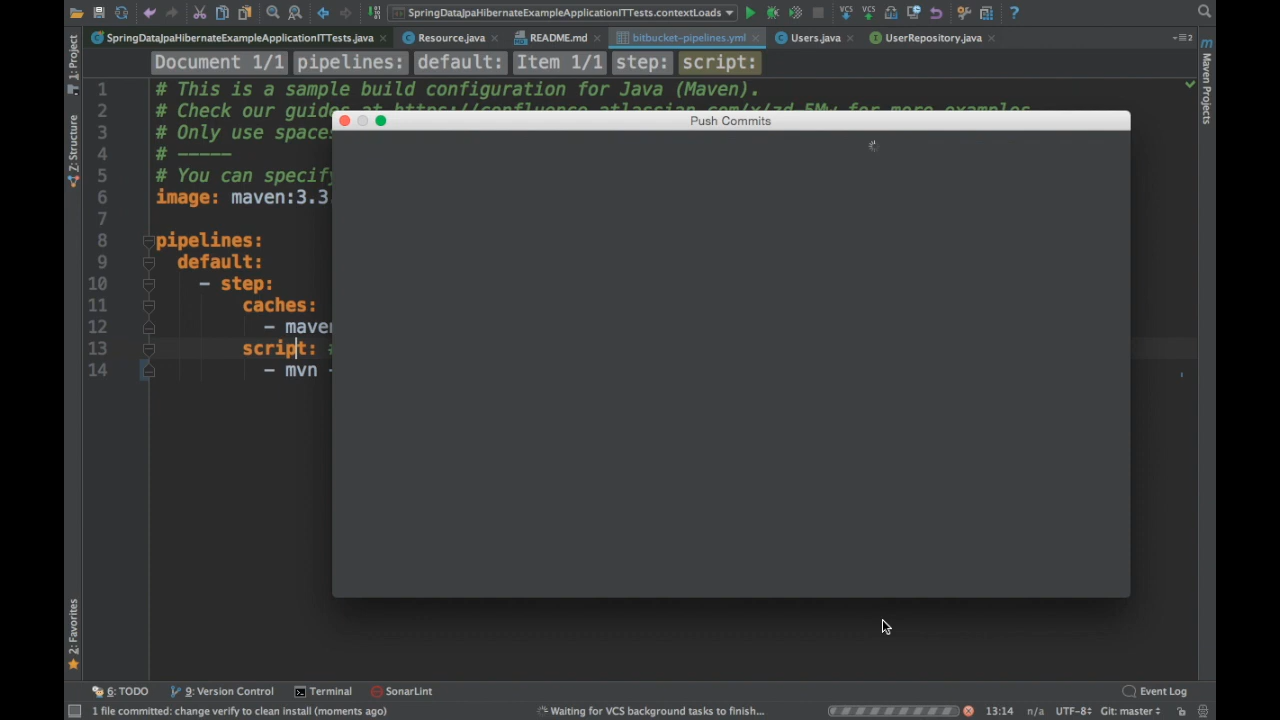 SpringDataJpaHibernateExampleApplicationITTests.contextLoads
SpringDataJpaHibernateExampleApplicationITTests.java
Resource.java
README.md
bitbucket-pipelines.yml
Users.java
UserRepository.java
2
Document 1/1
pipelines:
default:
Item 1/1
step:
script:
1: Project
Z: Structure
2: Favorites
m Maven Projects
1 # This is a sample build configuration for Java (Maven).
2 # Check our guides at https://confluence.atlassian.com/x/zd-5Mw for more examples.
3 # Only use spaces
4 # -----
5 # You can specify
6 image: maven:3.3.
7
8 pipelines:
9 default:
10 - step:
11 caches:
12 - maven
13 script: #
14 - mvn -
Push Commits
6: TODO
9: Version Control
Terminal
SonarLint
Event Log
1 file committed: change verify to clean install (moments ago)
Waiting for VCS background tasks to finish...
13:14
n/a
UTF-8
Git: master